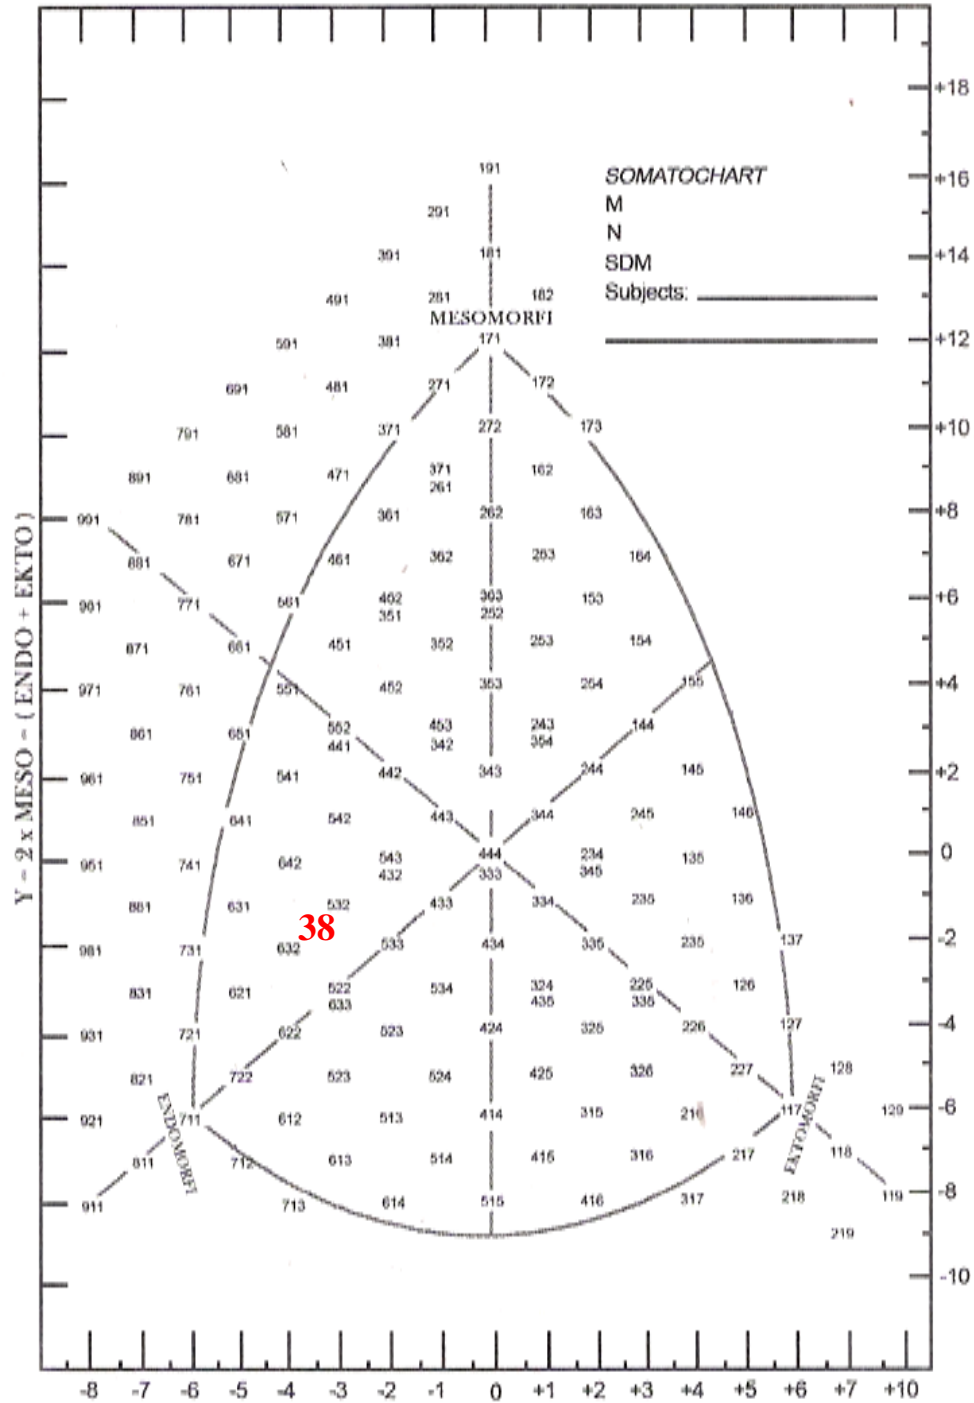 +18
191
SOMATOCHART
+16
M
291
N
391 181 +14
SDM
491 281 182 Subjects:
MESOMORFI
591 381 171 +12
691 481 271 172
791 581 371 272 173 +10
891 681 471 371 162
261
991 781 571 361 262 163 +8
881 671 461 362 263 164
981 771 561 462 363 153 +6
351 252
871 661 451 352 253 154
971 761 551 452 353 254 155 +4
861 651 552 453 243 144
441 342 354
961 751 541 442 343 244 145 +2
851 641 542 443 344 245 146
951 741 642 543 444 234 135 0
432 333 345
881 631 532 433 334 235 136
38
981 731 632 533 434 335 235 137 -2
831 621 522 534 324 225 126
633 435 335
931 721 622 523 424 325 226 127 -4
821 722 523 524 425 326 227 128
921 711 612 513 414 315 216 117 129 -6
ENDOMORFI
EKTOMORFI
811 712 613 514 415 316 217 118
911 713 614 515 416 317 218 119 -8
219
-10
Y - 2 x MESO - ( ENDO + EKTO )
-8 -7 -6 -5 -4 -3 -2 -1 0 +1 +2 +3 +4 +5 +6 +7 +10